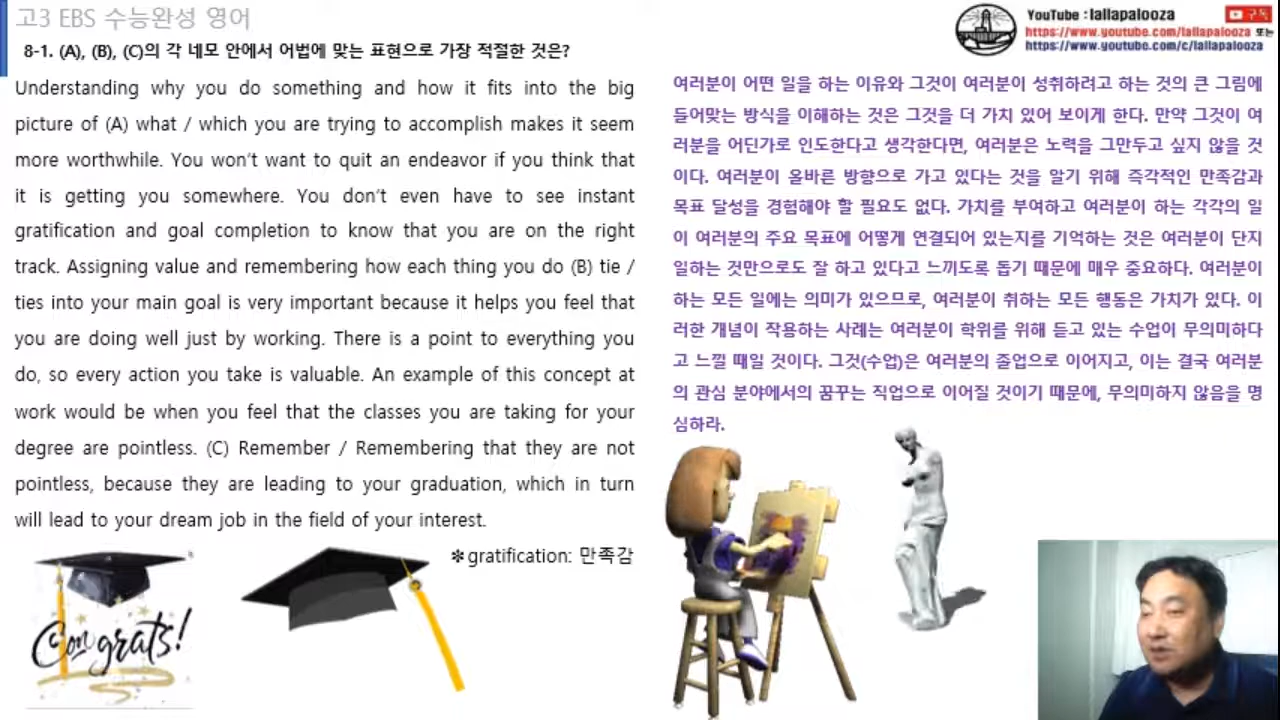 고3 EBS 수능완성 영어
8-1. (A), (B), (C)의 각 네모 안에서 어법에 맞는 표현으로 가장 적절한 것은?
Understanding why you do something and how it fits into the big
picture of (A) what / which you are trying to accomplish makes it seem
more worthwhile. You won't want to quit an endeavor if you think that
it is getting you somewhere. You don't even have to see instant
gratification and goal completion to know that you are on the right
track. Assigning value and remembering how each thing you do (B) tie /
ties into your main goal is very important because it helps you feel that
you are doing well just by working. There is a point to everything you
do, so every action you take is valuable. An example of this concept at
work would be when you feel that the classes you are taking for your
degree are pointless. (C) Remember / Remembering that they are not
pointless, because they are leading to your graduation, which in turn
will lead to your dream job in the field of your interest.
✻gratification: 만족감
Congrats!
YouTube : lallapalooza
구독
https://www.youtube.com/lallapalooza 또는
https://www.youtube.com/c/lallapalooza
여러분이 어떤 일을 하는 이유와 그것이 여러분이 성취하려고 하는 것의 큰 그림에
들어맞는 방식을 이해하는 것은 그것을 더 가치 있어 보이게 한다. 만약 그것이 여
러분을 어딘가로 인도한다고 생각한다면, 여러분은 노력을 그만두고 싶지 않을 것
이다. 여러분이 올바른 방향으로 가고 있다는 것을 알기 위해 즉각적인 만족감과
목표 달성을 경험해야 할 필요도 없다. 가치를 부여하고 여러분이 하는 각각의 일
이 여러분의 주요 목표에 어떻게 연결되어 있는지를 기억하는 것은 여러분이 단지
일하는 것만으로도 잘 하고 있다고 느끼도록 돕기 때문에 매우 중요하다. 여러분이
하는 모든 일에는 의미가 있으므로, 여러분이 취하는 모든 행동은 가치가 있다. 이
러한 개념이 작용하는 사례는 여러분이 학위를 위해 듣고 있는 수업이 무의미하다
고 느낄 때일 것이다. 그것(수업)은 여러분의 졸업으로 이어지고, 이는 결국 여러분
의 관심 분야에서의 꿈꾸는 직업으로 이어질 것이기 때문에, 무의미하지 않음을 명
심하라.